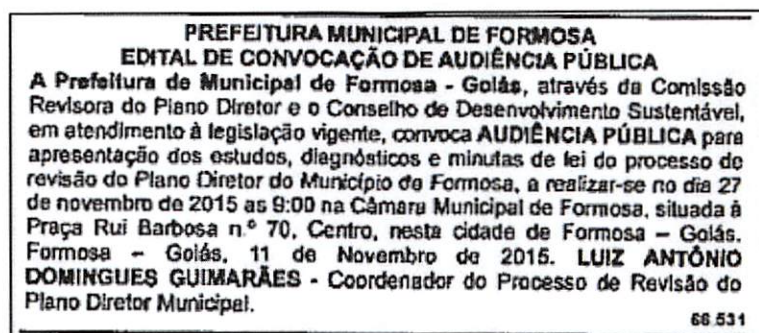 PREFEITURA MUNICIPAL DE FORMOSA
EDITAL DE CONVOCAÇÃO DE AUDIÊNCIA PÚBLICA
A Prefeitura de Municipal de Formosa - Goiás, através da Comissão
Revisora do Plano Diretor e o Conselho de Desenvolvimento Sustentável,
em atendimento à legislação vigente, convoca AUDIÊNCIA PÚBLICA para
apresentação dos estudos, diagnósticos e minutas de lei do processo de
revisão do Plano Diretor do Município de Formosa, a realizar-se no dia 27
de novembro de 2015 as 9:00 na Câmara Municipal de Formosa, situada à
Praça Rui Barbosa n.º 70, Centro, nesta cidade de Formosa – Goiás.
Formosa – Goiás, 11 de Novembro de 2015. LUIZ ANTÔNIO
DOMINGUES GUIMARÃES - Coordenador do Processo de Revisão do
Plano Diretor Municipal.
66.531